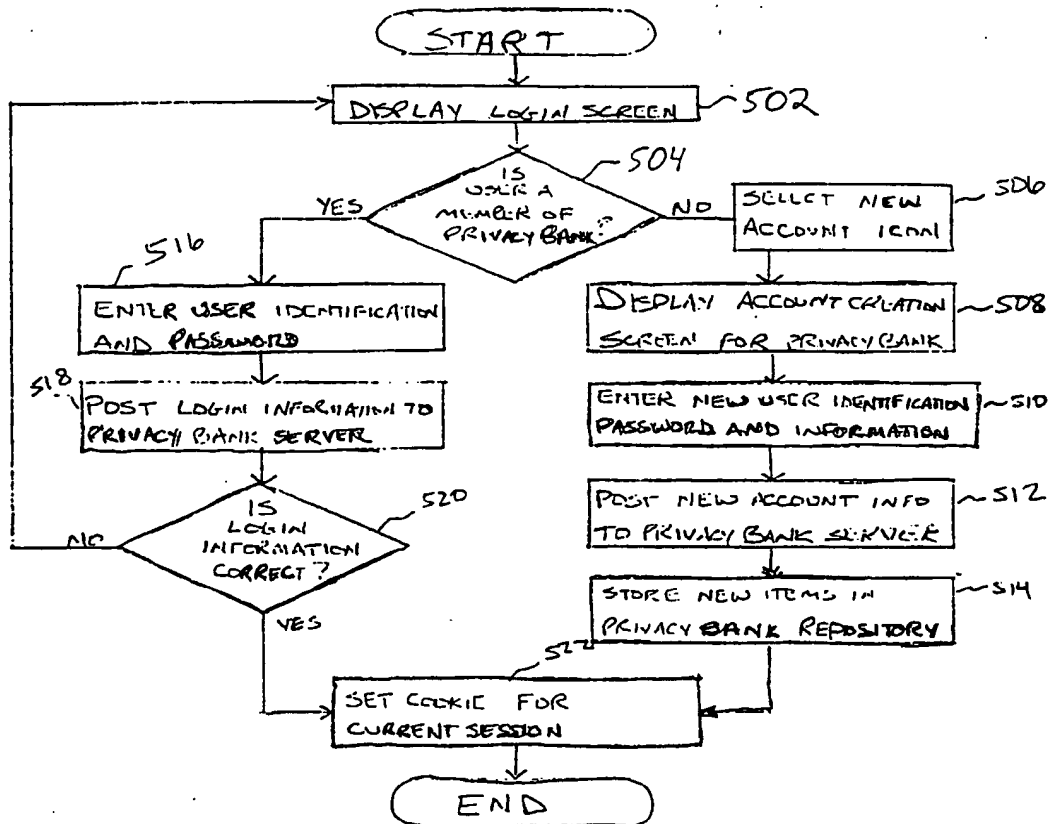 START
DISPLAY LOGIN SCREEN
502
IS
USER A
MEMBER OF
PRIVACY BANK?
504
YES
NO
SELECT NEW
ACCOUNT ICON
506
516
ENTER USER IDENTIFICATION
AND PASSWORD
DISPLAY ACCOUNT CREATION
SCREEN FOR PRIVACY BANK
508
518
POST LOGIN INFORMATION TO
PRIVACY BANK SERVER
ENTER NEW USER IDENTIFICATION
PASSWORD AND INFORMATION
510
IS
LOGIN
INFORMATION
CORRECT?
520
NO
YES
POST NEW ACCOUNT INFO
TO PRIVACY BANK SERVER
512
STORE NEW ITEMS IN
PRIVACY BANK REPOSITORY
514
522
SET COOKIE FOR
CURRENT SESSION
END